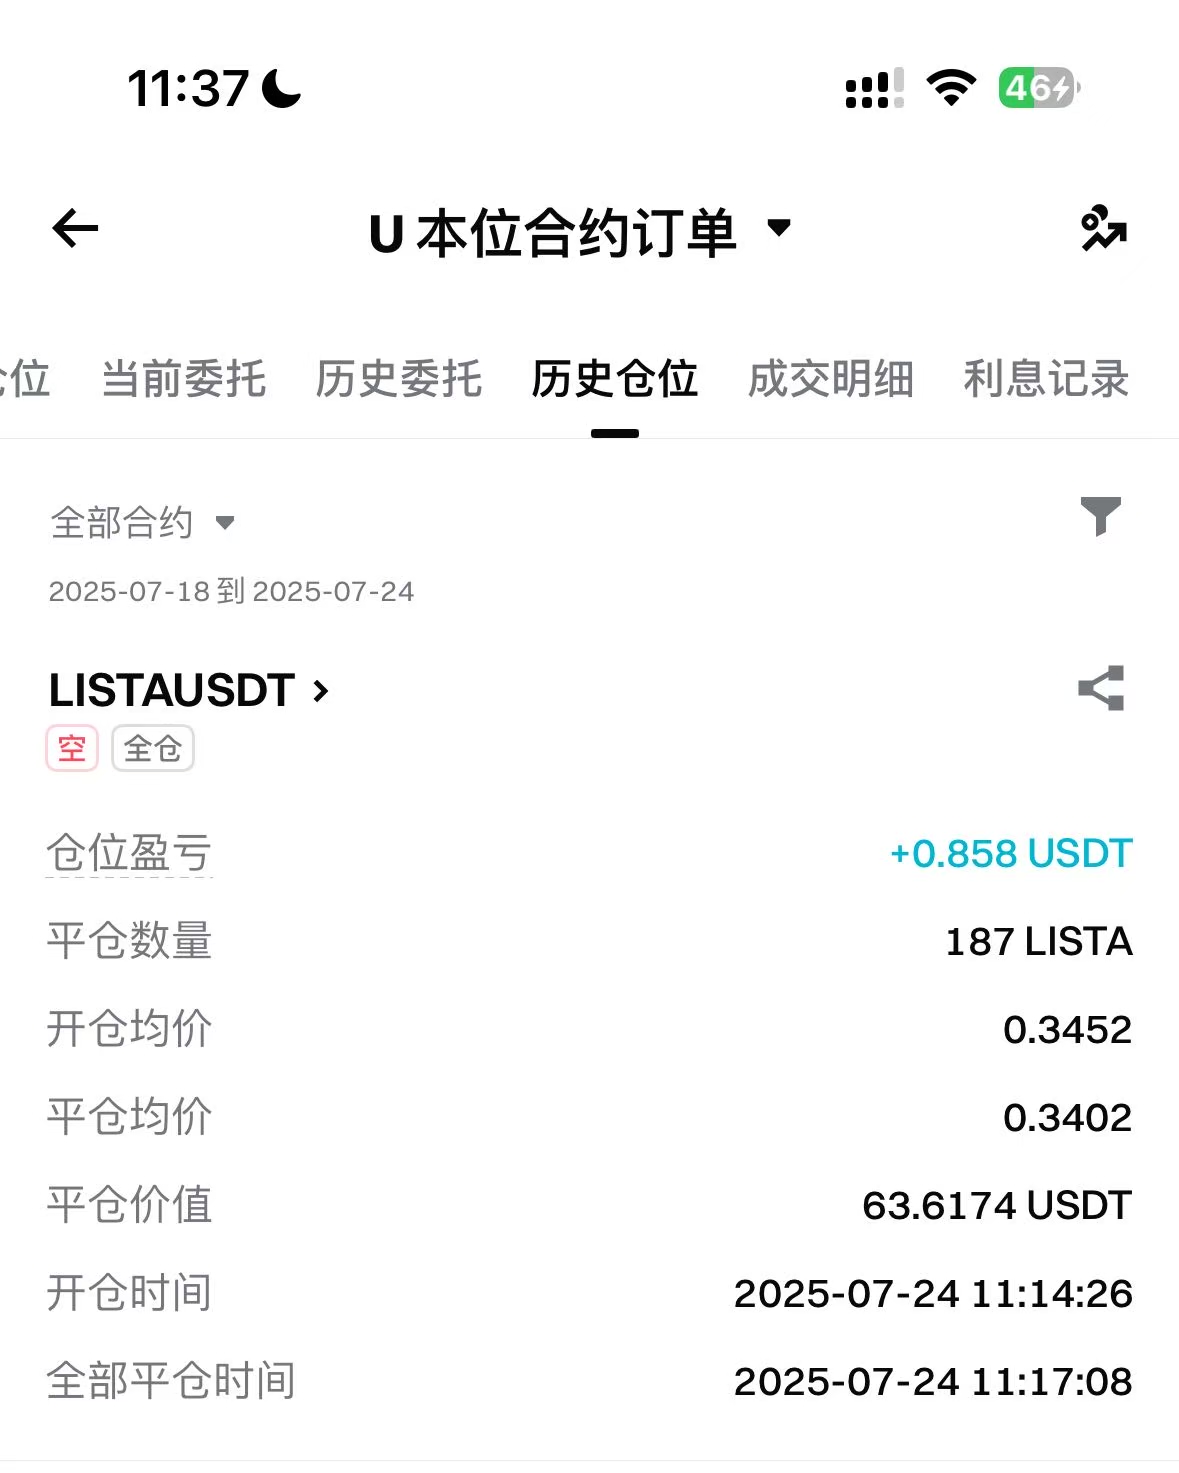 11:37
46
U本位合约订单
仓位 当前委托 历史委托 历史仓位 成交明细 利息记录
全部合约
2025-07-18 到 2025-07-24
LISTAUSDT
空 全仓
仓位盈亏 +0.858 USDT
平仓数量 187 LISTA
开仓均价 0.3452
平仓均价 0.3402
平仓价值 63.6174 USDT
开仓时间 2025-07-24 11:14:26
全部平仓时间 2025-07-24 11:17:08